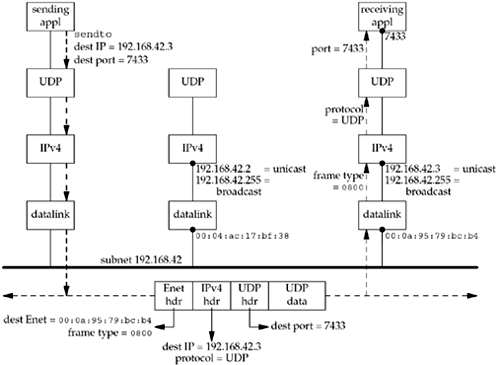 sending
appl
sendto
dest IP = 192.168.42.3
dest port = 7433
receiving
appl
7433
port = 7433
UDP
UDP
UDP
protocol
= UDP
IPv4
IPv4
IPv4
192.168.42.2 = unicast
192.168.42.255 =
broadcast
frame type
= 0800
192.168.42.3 = unicast
192.168.42.255 =
broadcast
datalink
datalink
datalink
00:04:ac:17:bf:38
00:0a:95:79:bc:b4
subnet 192.168.42
Enet
hdr
IPv4
hdr
UDP
hdr
UDP
data
dest Enet = 00:0a:95:79:bc:b4
frame type = 0800
dest port = 7433
dest IP = 192.168.42.3
protocol = UDP